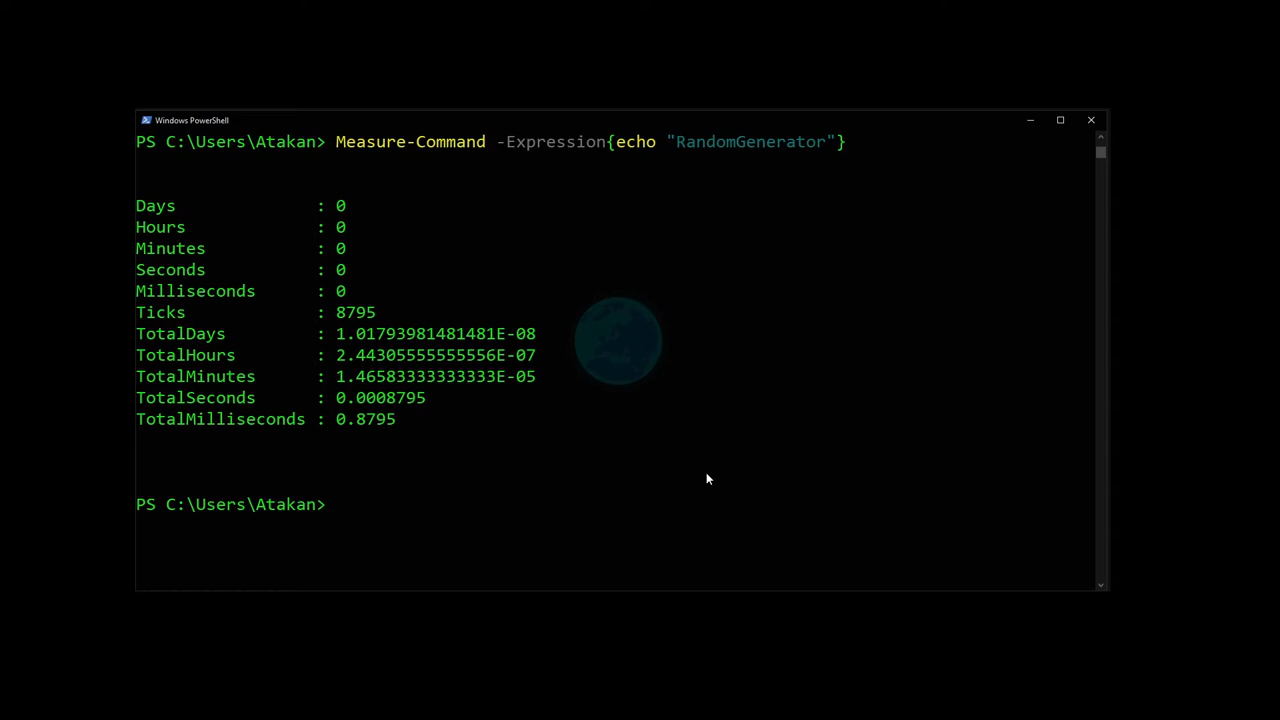 Windows PowerShell
PS C:\Users\Atakan> Measure-Command -Expression{echo "RandomGenerator"}
Days : 0
Hours : 0
Minutes : 0
Seconds : 0
Milliseconds : 0
Ticks : 8795
TotalDays : 1.01793981481481E-08
TotalHours : 2.44305555555556E-07
TotalMinutes : 1.46583333333333E-05
TotalSeconds : 0.0008795
TotalMilliseconds : 0.8795
PS C:\Users\Atakan>